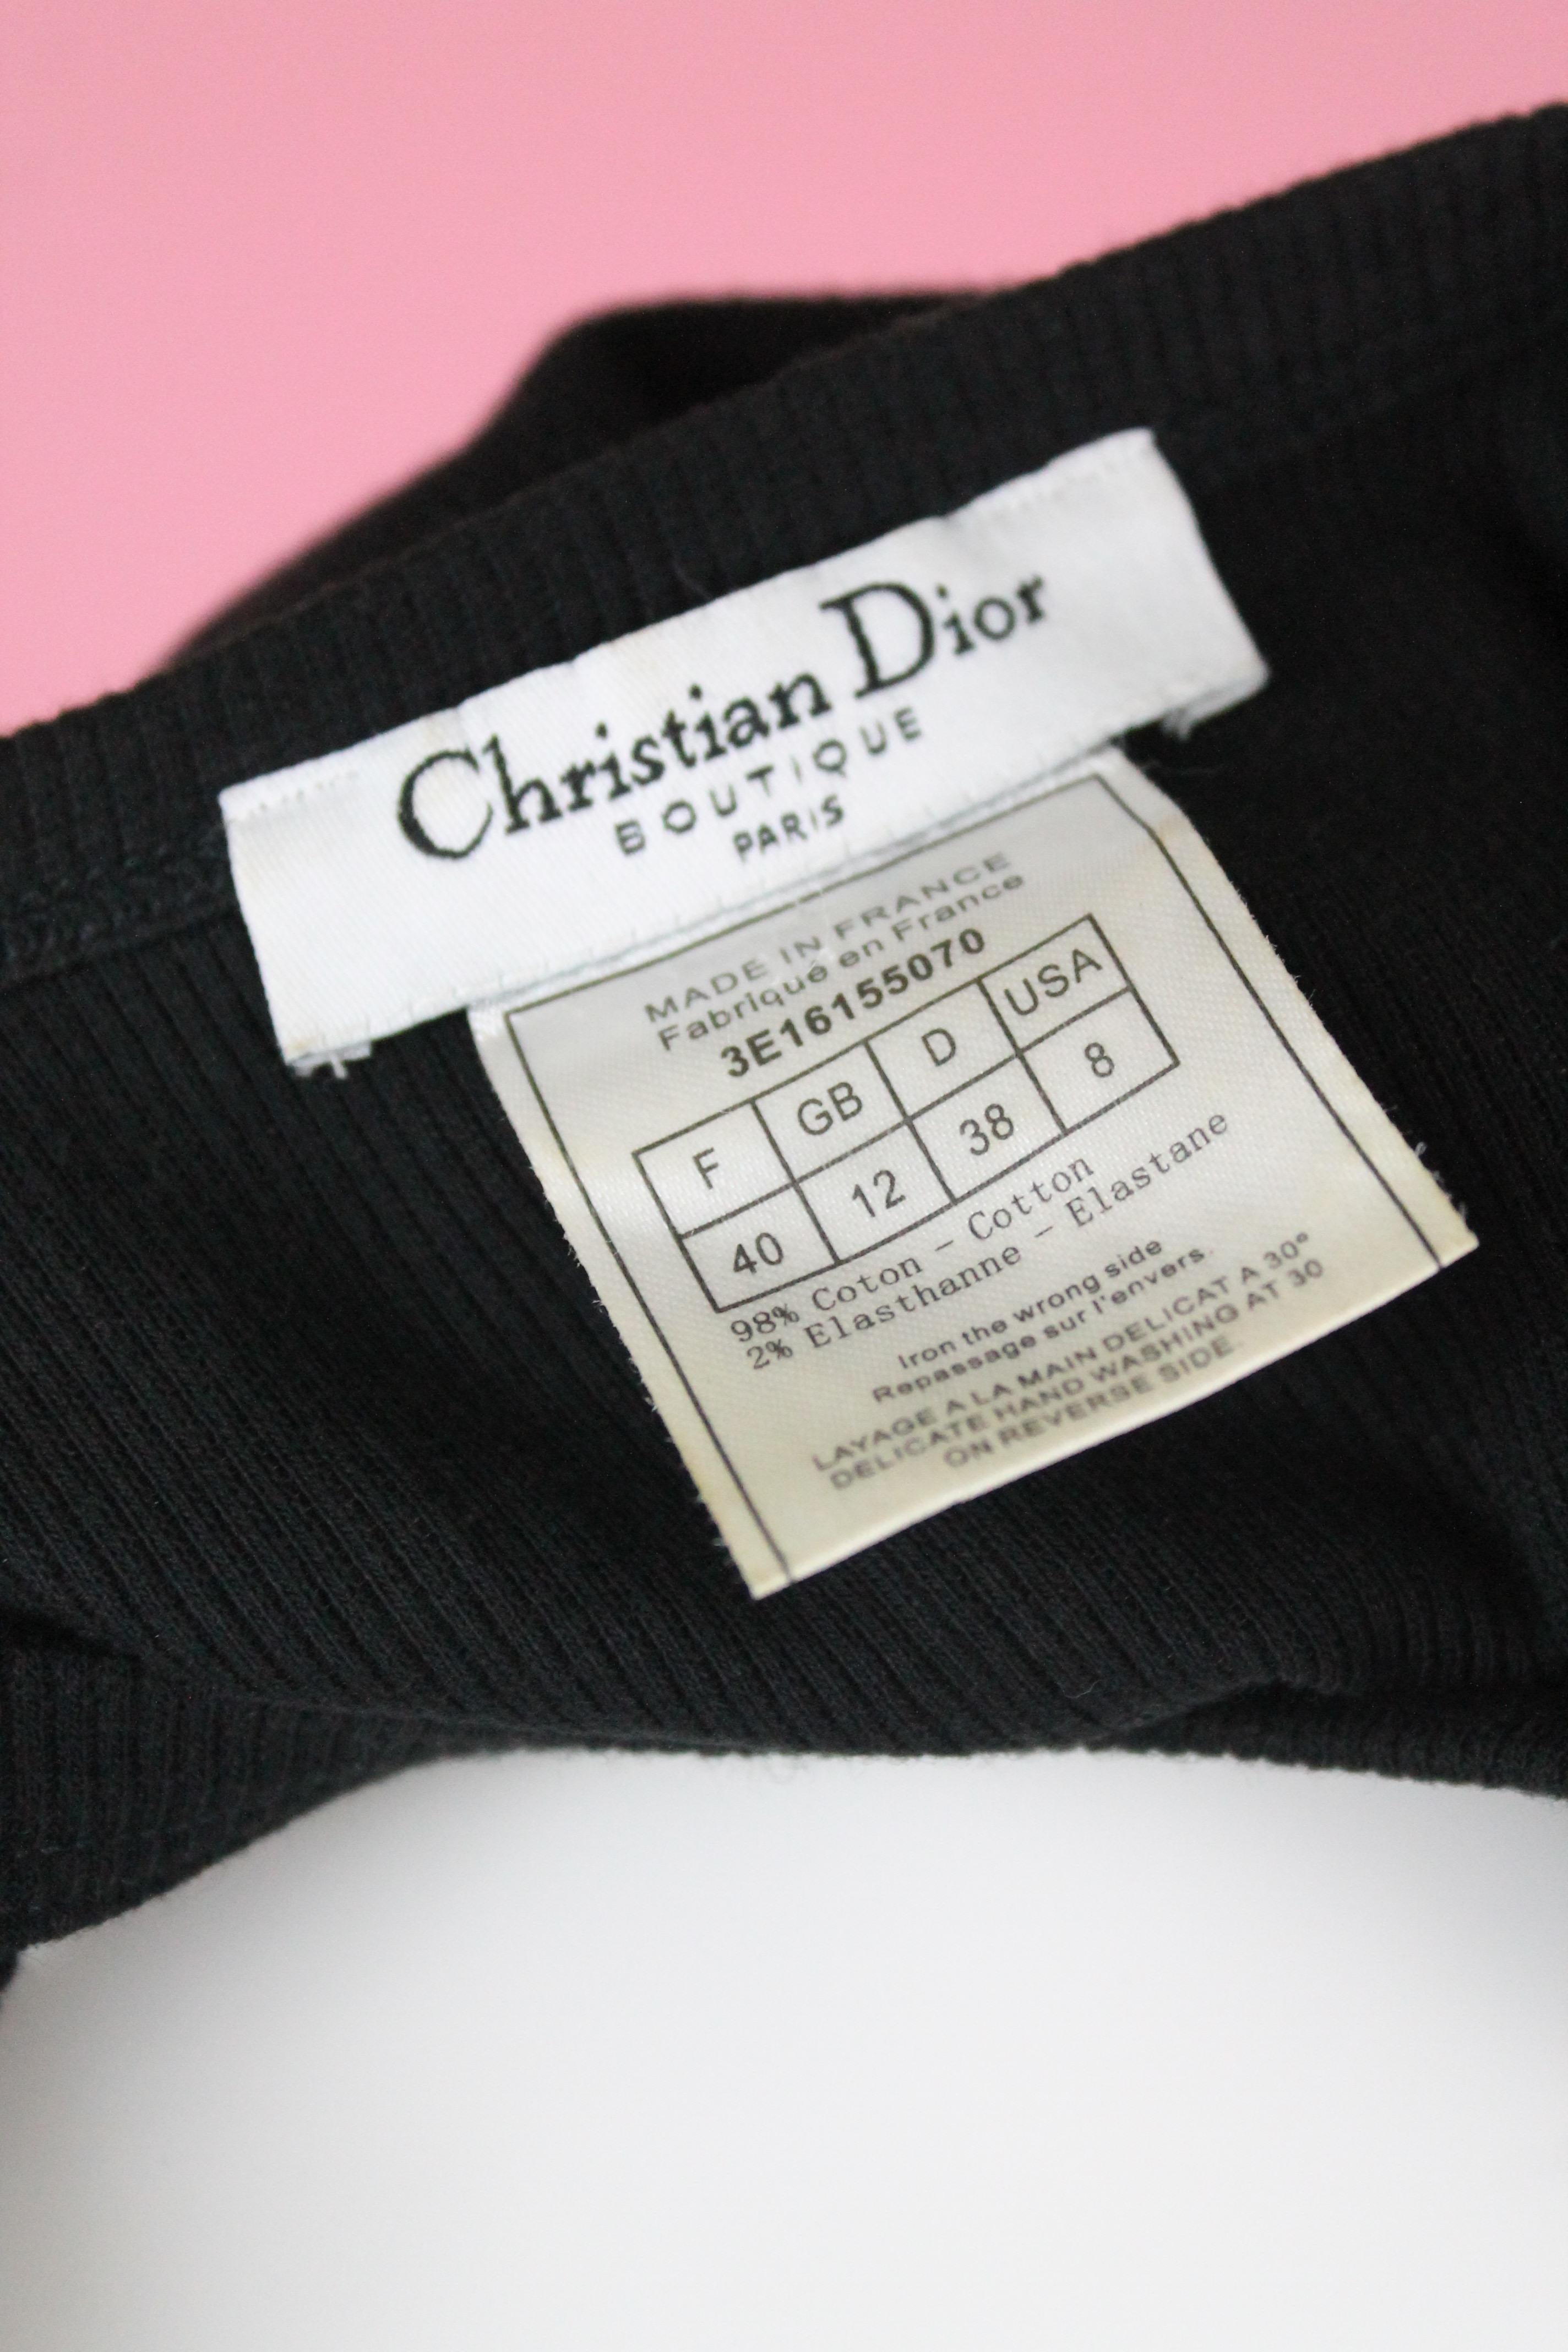 Christian Dior
BOUTIQUE
PARIS
MADE IN FRANCE
Fabriqué en France
3E16155070
F GB D USA
40 12 38 8
98% Coton - Cotton
2% Elasthanne - Elastane
Iron the wrong side
Repassage sur l'envers.
LAYAGE A LA MAIN DELICAT A 30°
DELICATE HAND WASHING AT 30
ON REVERSE SIDE.